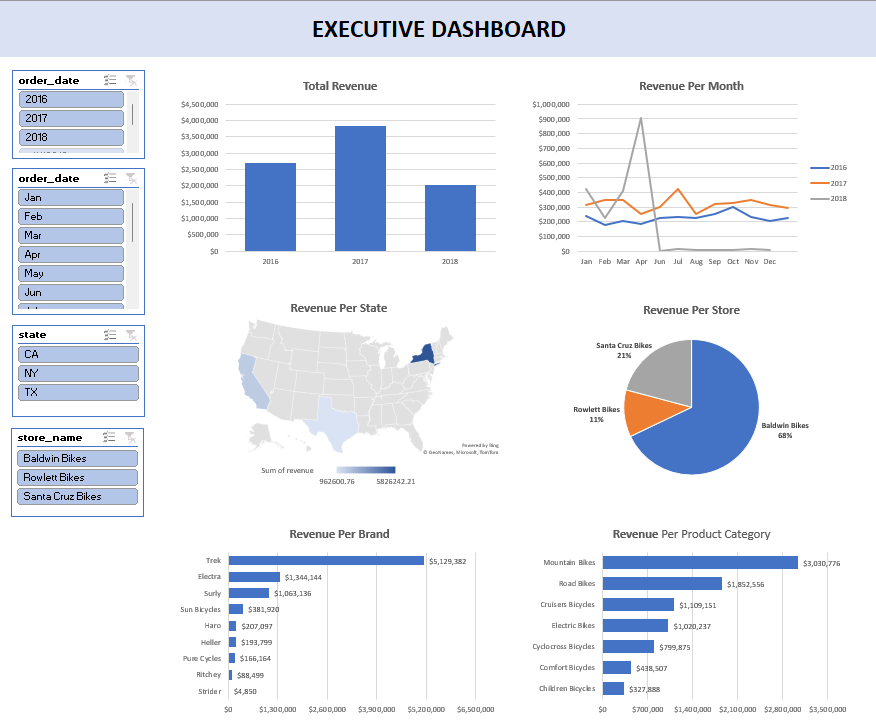 EXECUTIVE DASHBOARD
order_date
2016
2017
2018
order_date
Jan
Feb
Mar
Apr
May
Jun
state
CA
NY
TX
store_name
Baldwin Bikes
Rowlett Bikes
Santa Cruz Bikes
Total Revenue
$4,500,000
$4,000,000
$3,500,000
$3,000,000
$2,500,000
$2,000,000
$1,500,000
$1,000,000
$500,000
$0
2016 2017 2018
Revenue Per Month
$1,000,000
$900,000
$800,000
$700,000
$600,000
$500,000
$400,000
$300,000
$200,000
$100,000
$0
Jan Feb Mar Apr Jun Jul Aug Sep Oct Nov Dec
2016
2017
2018
Revenue Per State
Powered by Bing
© GeoNames, Microsoft, TomTom
Sum of revenue
962600.76 5826242.21
Revenue Per Store
Santa Cruz Bikes
21%
Rowlett Bikes
11%
Baldwin Bikes
68%
Revenue Per Brand
Trek $5,129,382
Electra $1,344,144
Surly $1,063,136
Sun Bicycles $381,920
Haro $207,097
Heller $193,799
Pure Cycles $166,164
Ritchey $88,499
Strider $4,850
$0 $1,300,000 $2,600,000 $3,900,000 $5,200,000 $6,500,000
Revenue Per Product Category
Mountain Bikes $3,030,776
Road Bikes $1,852,556
Cruisers Bicycles $1,109,151
Electric Bikes $1,020,237
Cyclocross Bicycles $799,875
Comfort Bicycles $438,507
Children Bicycles $327,888
$0 $700,000 $1,400,000 $2,100,000 $2,800,000 $3,500,000